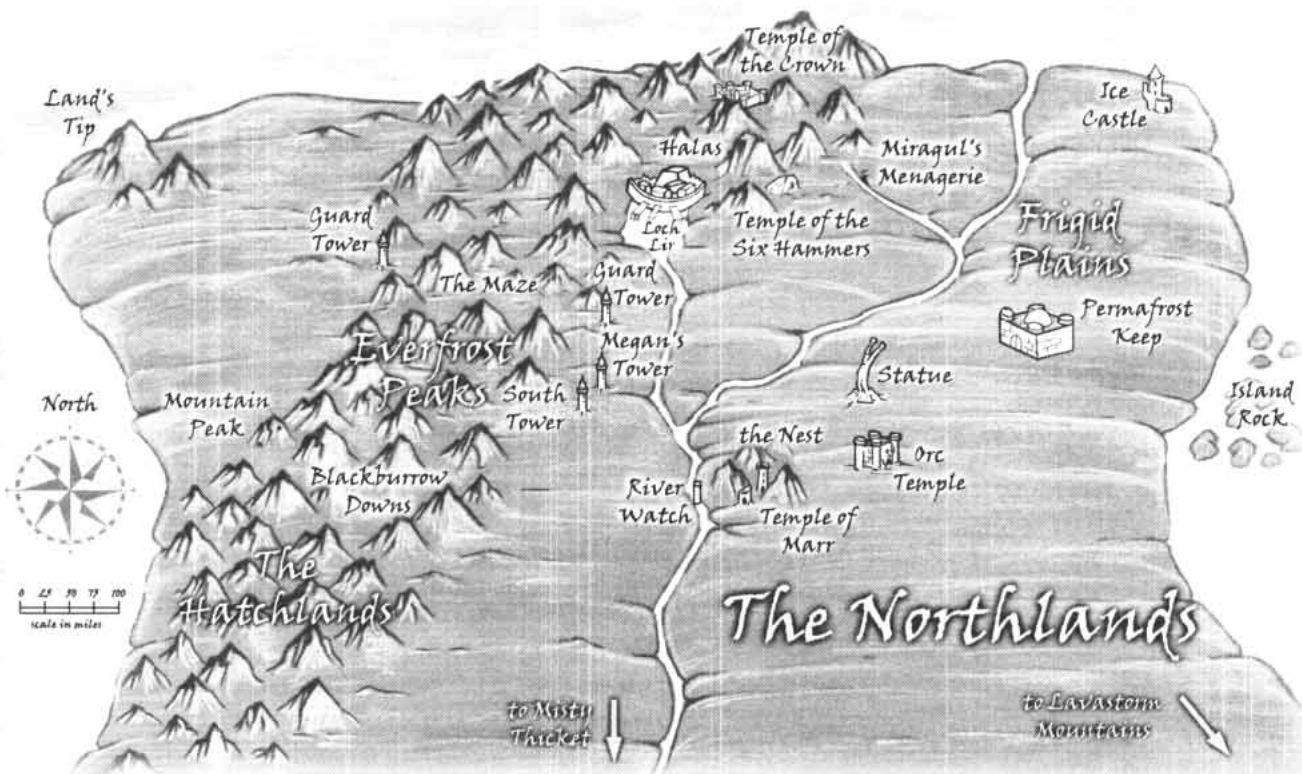 Temple of
the Crown
Land's
Tip
Ice
Castle
Halas
Miragul's
Menagerie
Guard
Tower
Loch
Lir
Temple of the
Six Hammers
Frigid
Plains
The Maze
Guard
Tower
Permafrost
Keep
Everfrost
Peaks
Megan's
Tower
Statue
Island
Rock
North
Mountain
Peak
South
Tower
the Nest
Orc
Temple
Blackburrow
Downs
River
Watch
Temple of
Marr
The
Hatchlands
0 25 50 75 100
scale in miles
The Northlands
to Misty
Thicket
to Lavastorm
Mountains